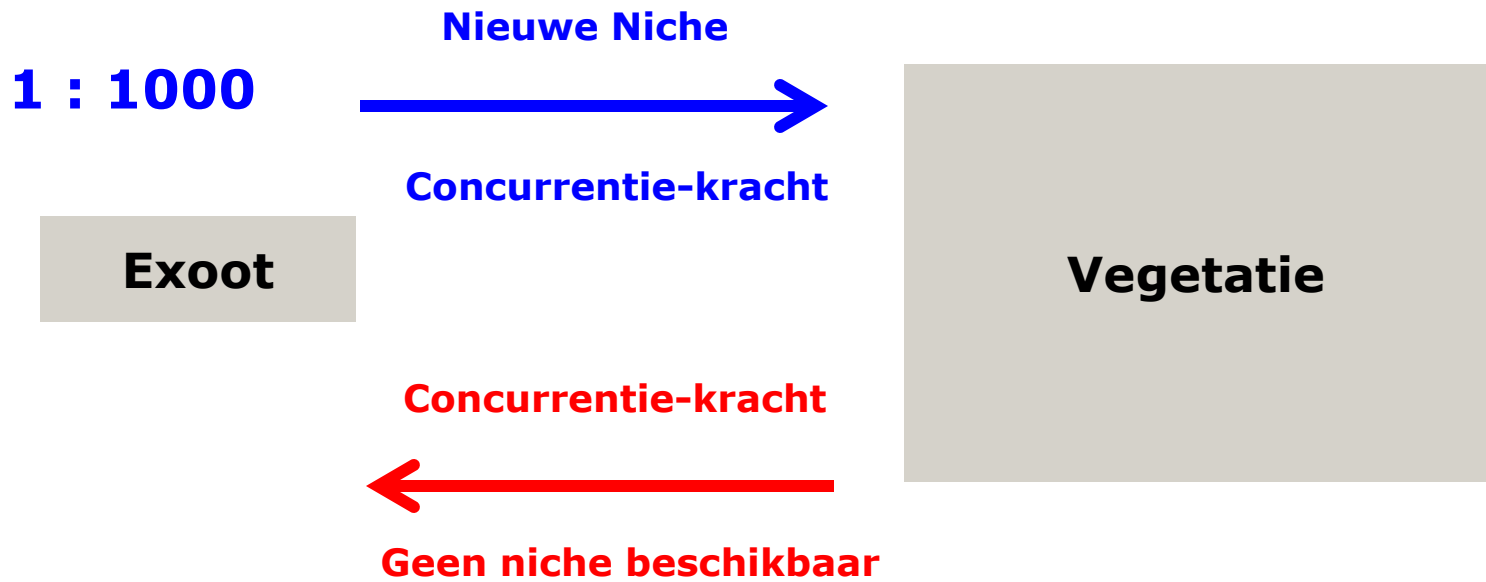 Nieuwe Niche
1 : 1000
Concurrentie-kracht
Exoot
Vegetatie
Concurrentie-kracht
Geen niche beschikbaar